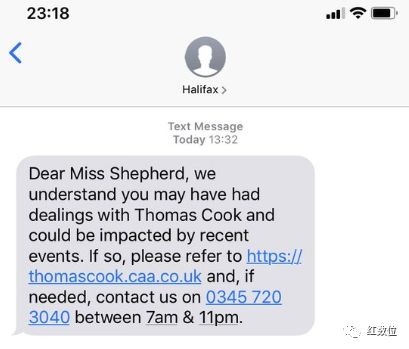 23:18
Halifax >
Text Message
Today 13:32
Dear Miss Shepherd, we
understand you may have had
dealings with Thomas Cook and
could be impacted by recent
events. If so, please refer to https://
thomascook.caa.co.uk and, if
needed, contact us on 0345 720
3040 between 7am & 11pm.
红数位